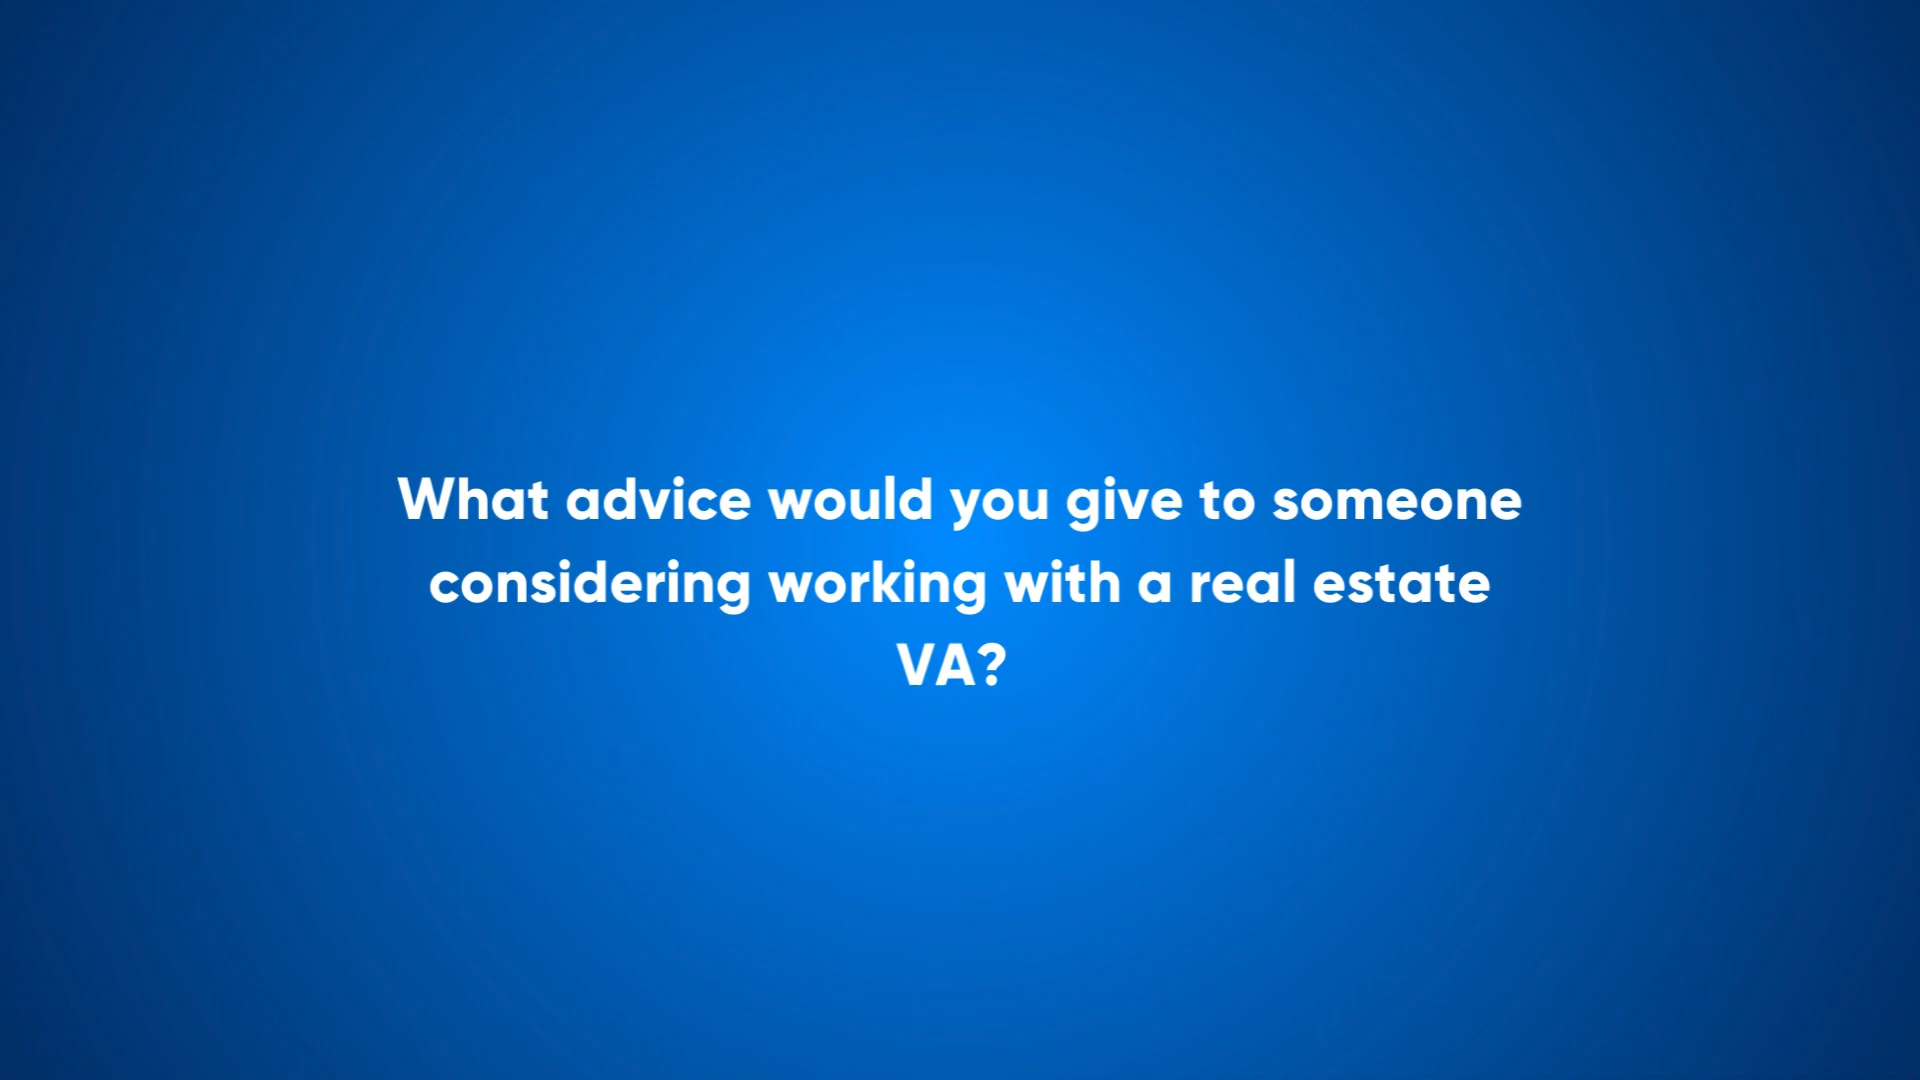 What advice would you give to someone
considering working with a real estate
VA?